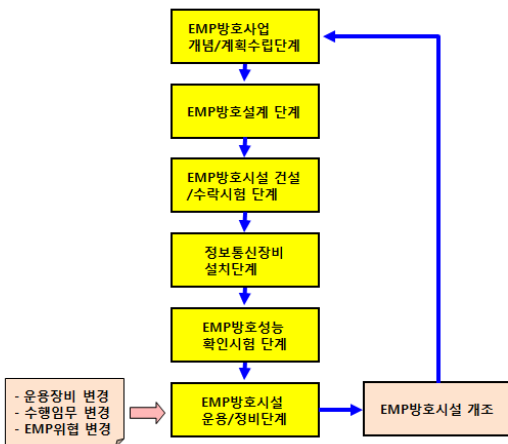 EMP방호사업
개념/계획수립단계
EMP방호설계 단계
EMP방호시설 건설
/수락시험 단계
정보통신장비
설치단계
EMP방호성능
확인시험 단계
- 운용장비 변경
- 수행임무 변경
- EMP위협 변경
EMP방호시설
운용/정비단계
EMP방호시설 개조